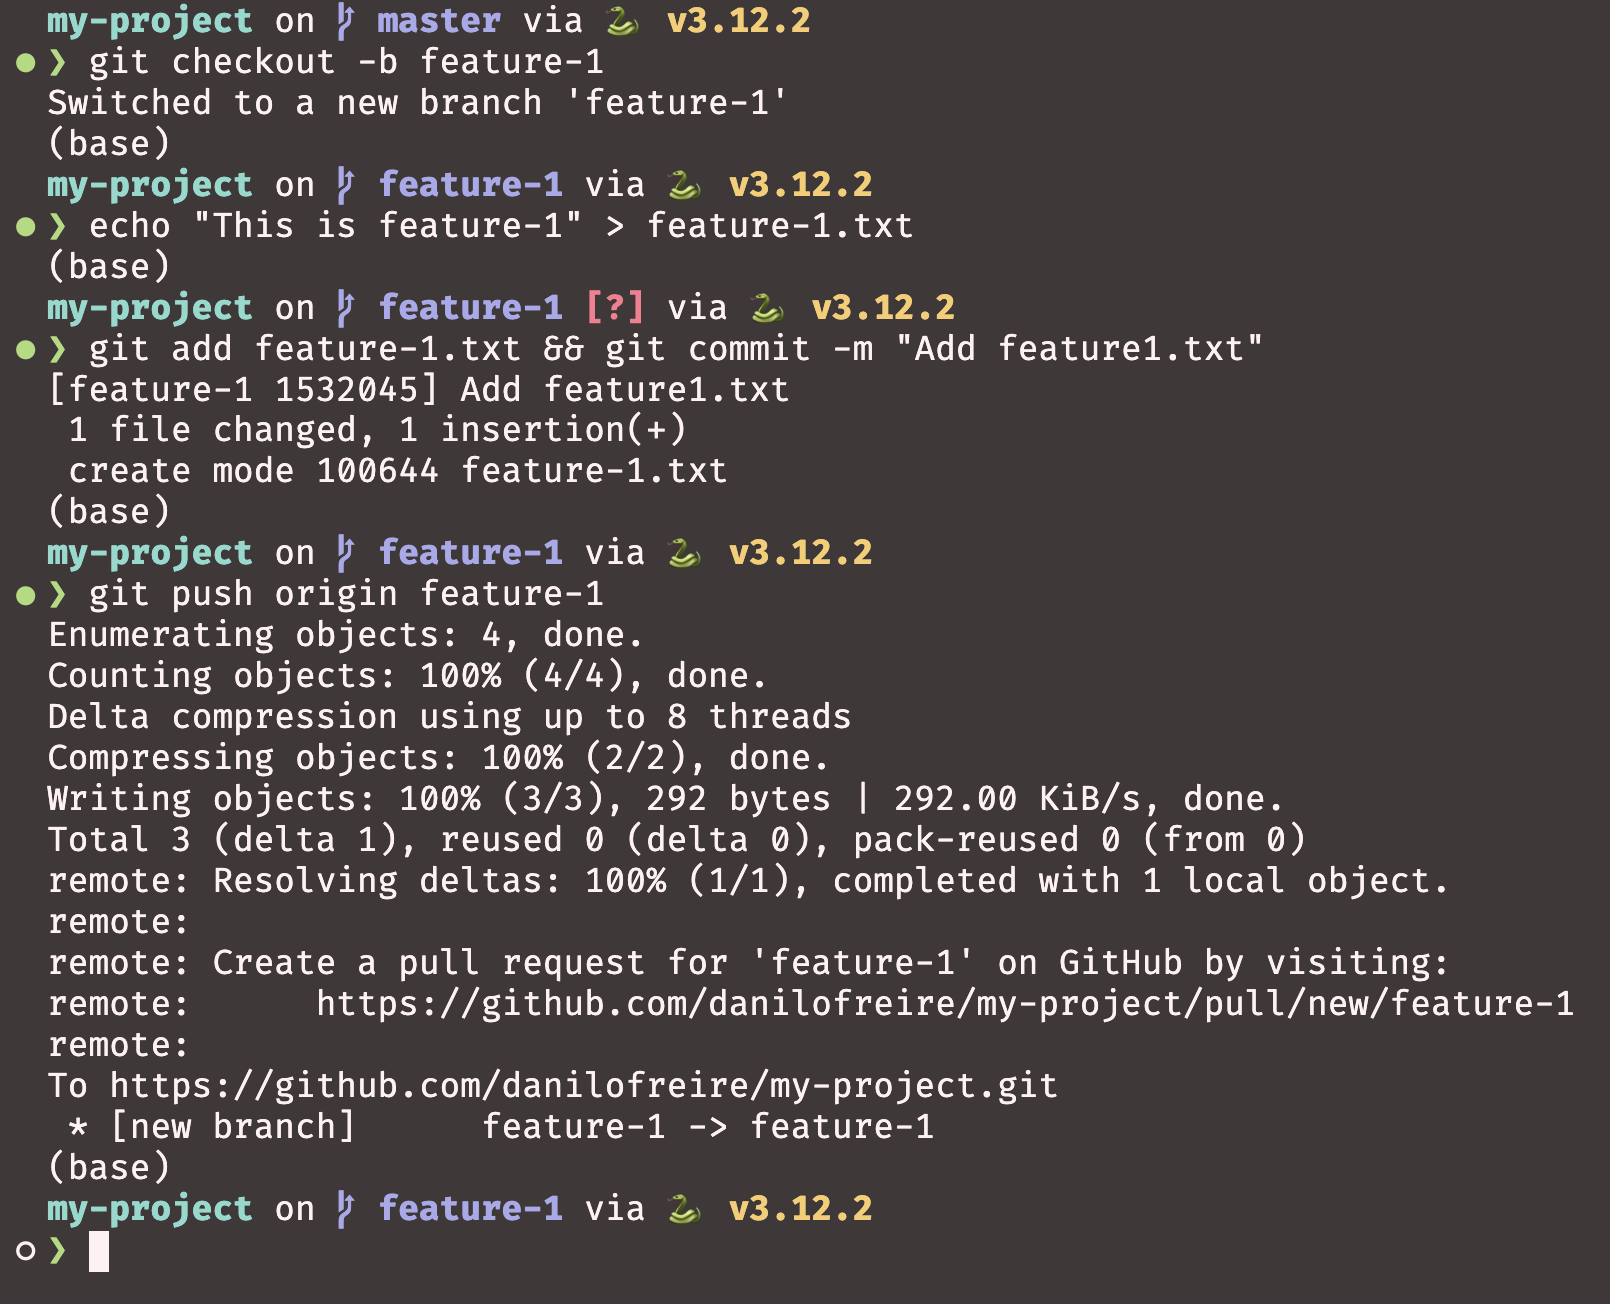 my-project on master via 🐍 v3.12.2
❯ git checkout -b feature-1
Switched to a new branch 'feature-1'
(base)
my-project on feature-1 via 🐍 v3.12.2
❯ echo "This is feature-1" > feature-1.txt
(base)
my-project on feature-1 [?] via 🐍 v3.12.2
❯ git add feature-1.txt && git commit -m "Add feature1.txt"
[feature-1 1532045] Add feature1.txt
 1 file changed, 1 insertion(+)
 create mode 100644 feature-1.txt
(base)
my-project on feature-1 via 🐍 v3.12.2
❯ git push origin feature-1
Enumerating objects: 4, done.
Counting objects: 100% (4/4), done.
Delta compression using up to 8 threads
Compressing objects: 100% (2/2), done.
Writing objects: 100% (3/3), 292 bytes | 292.00 KiB/s, done.
Total 3 (delta 1), reused 0 (delta 0), pack-reused 0 (from 0)
remote: Resolving deltas: 100% (1/1), completed with 1 local object.
remote:
remote: Create a pull request for 'feature-1' on GitHub by visiting:
remote:      https://github.com/danilofreire/my-project/pull/new/feature-1
remote:
To https://github.com/danilofreire/my-project.git
 * [new branch]      feature-1 -> feature-1
(base)
my-project on feature-1 via 🐍 v3.12.2
❯